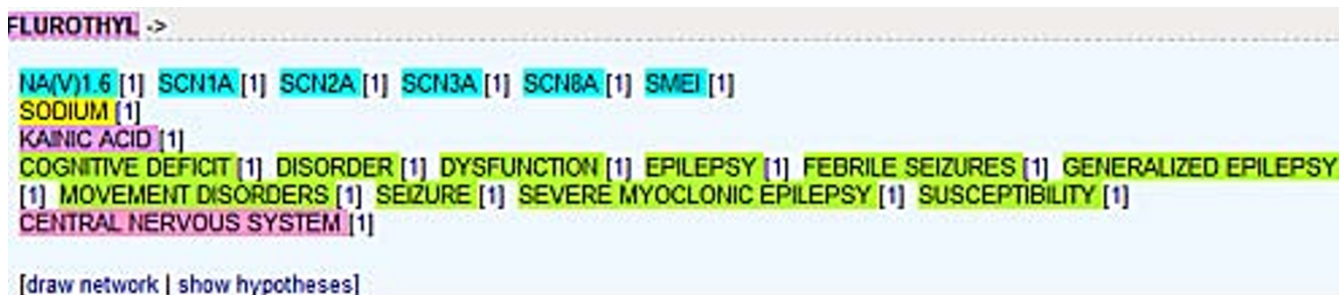 FLUROTHYL ->
NA(V)1.6 [1] SCN1A [1] SCN2A [1] SCN3A [1] SCN8A [1] SMEI [1]
SODIUM [1]
KAINIC ACID [1]
COGNITIVE DEFICIT [1] DISORDER [1] DYSFUNCTION [1] EPILEPSY [1] FEBRILE SEIZURES [1] GENERALIZED EPILEPSY
[1] MOVEMENT DISORDERS [1] SEIZURE [1] SEVERE MYOCLONIC EPILEPSY [1] SUSCEPTIBILITY [1]
CENTRAL NERVOUS SYSTEM [1]
[draw network | show hypotheses]